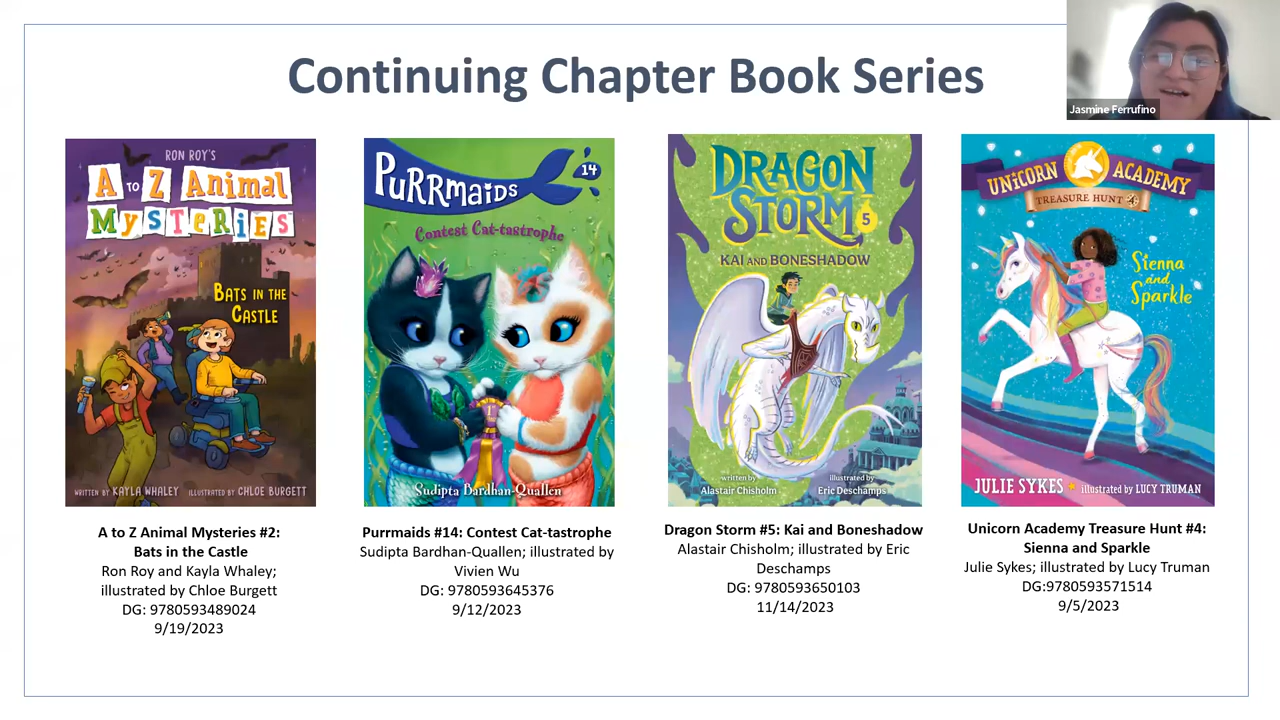 Continuing Chapter Book Series
Jasmine Ferrufino
RON ROY'S
A TO Z Animal
MYSTERIES
BATS IN THE
CASTLE
WRITTEN BY KAYLA WHALEY ILLUSTRATED BY CHLOE BURGETT
A to Z Animal Mysteries #2:
Bats in the Castle
Ron Roy and Kayla Whaley;
illustrated by Chloe Burgett
DG: 9780593489024
9/19/2023
PURRMAIDS
14
Contest Cat-tastrophe
Sudipta Bardhan-Quallen
Purrmaids #14: Contest Cat-tastrophe
Sudipta Bardhan-Quallen; illustrated by
Vivien Wu
DG: 9780593645376
9/12/2023
DRAGON
STORM 5
KAI AND BONESHADOW
written by
Alastair Chisholm
illustrated by
Eric Deschamps
Dragon Storm #5: Kai and Boneshadow
Alastair Chisholm; illustrated by Eric
Deschamps
DG: 9780593650103
11/14/2023
UNICORN ACADEMY
TREASURE HUNT 4
Sienna
and
Sparkle
JULIE SYKES illustrated by LUCY TRUMAN
Unicorn Academy Treasure Hunt #4:
Sienna and Sparkle
Julie Sykes; illustrated by Lucy Truman
DG:9780593571514
9/5/2023